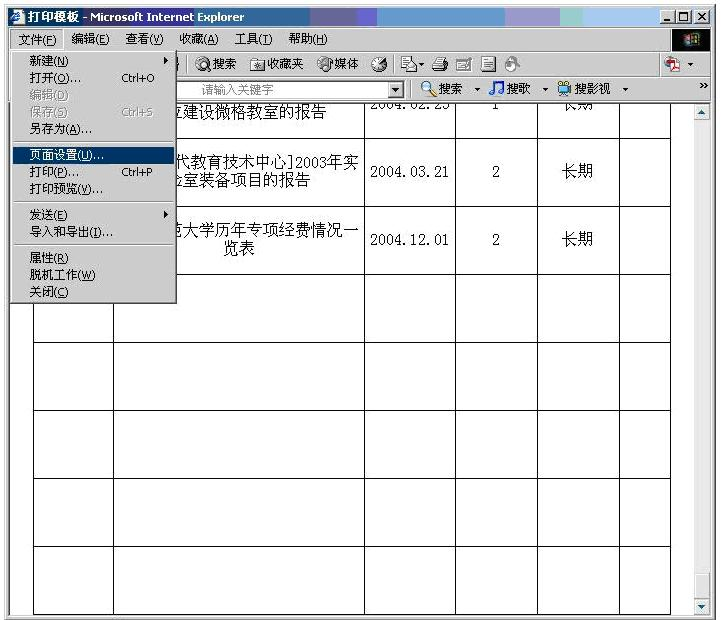 打印模板 - Microsoft Internet Explorer
文件(F) 编辑(E) 查看(V) 收藏(A) 工具(T) 帮助(H)
新建(N)
打开(O)... Ctrl+O
编辑(D)
保存(S) Ctrl+S
另存为(A)...
页面设置(U)...
打印(P)... Ctrl+P
打印预览(V)...
发送(E)
导入和导出(I)...
属性(R)
脱机工作(W)
关闭(C)
搜索 收藏夹 媒体
请输入关键字 搜索 搜歌 搜影视 »
建设微格教室的报告 2004.02.25 1 长期
代教育技术中心]2003年实
室装备项目的报告 2004.03.21 2 长期
大学历年专项经费情况一
览表 2004.12.01 2 长期